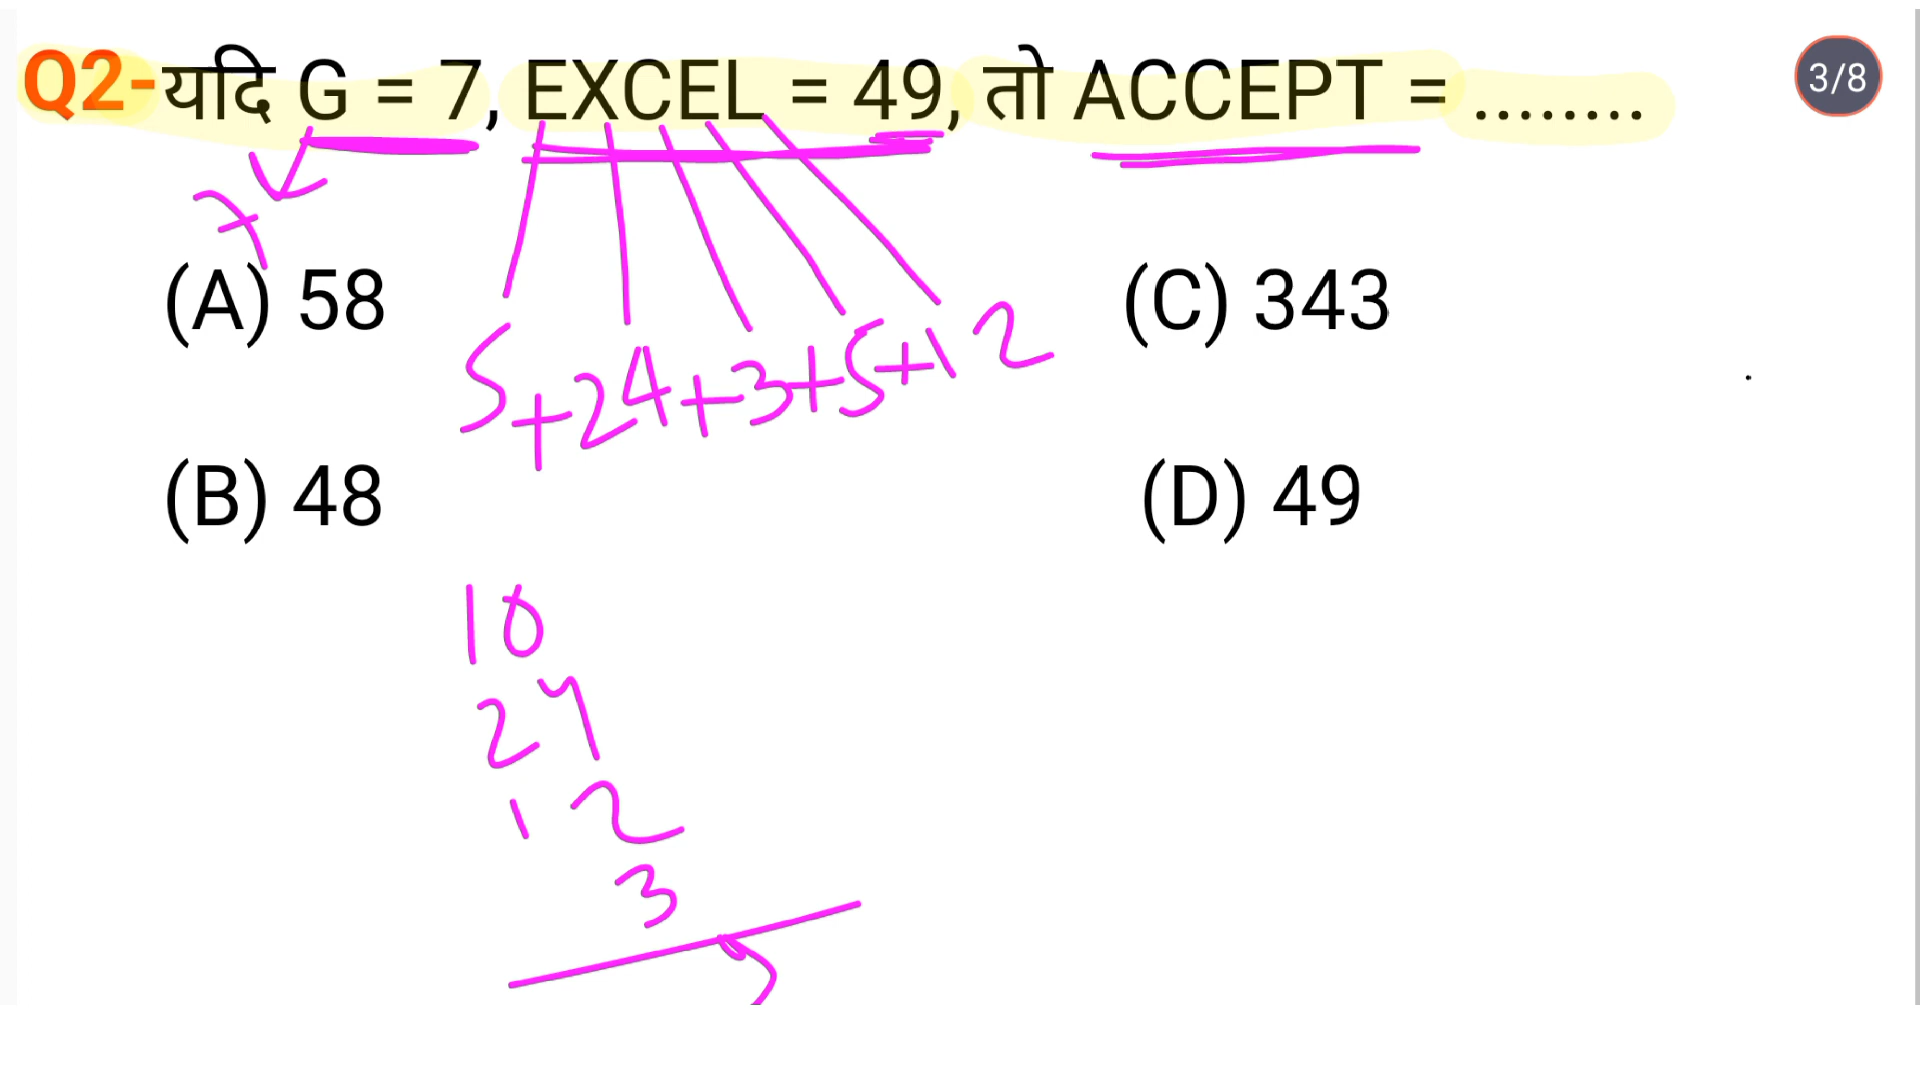 Q2-यदि G = 7, EXCEL = 49, तो ACCEPT = ........
3/8
7
(A) 58
(C) 343
5+24+3+5+12
(B) 48
(D) 49
10
24
12
3
9